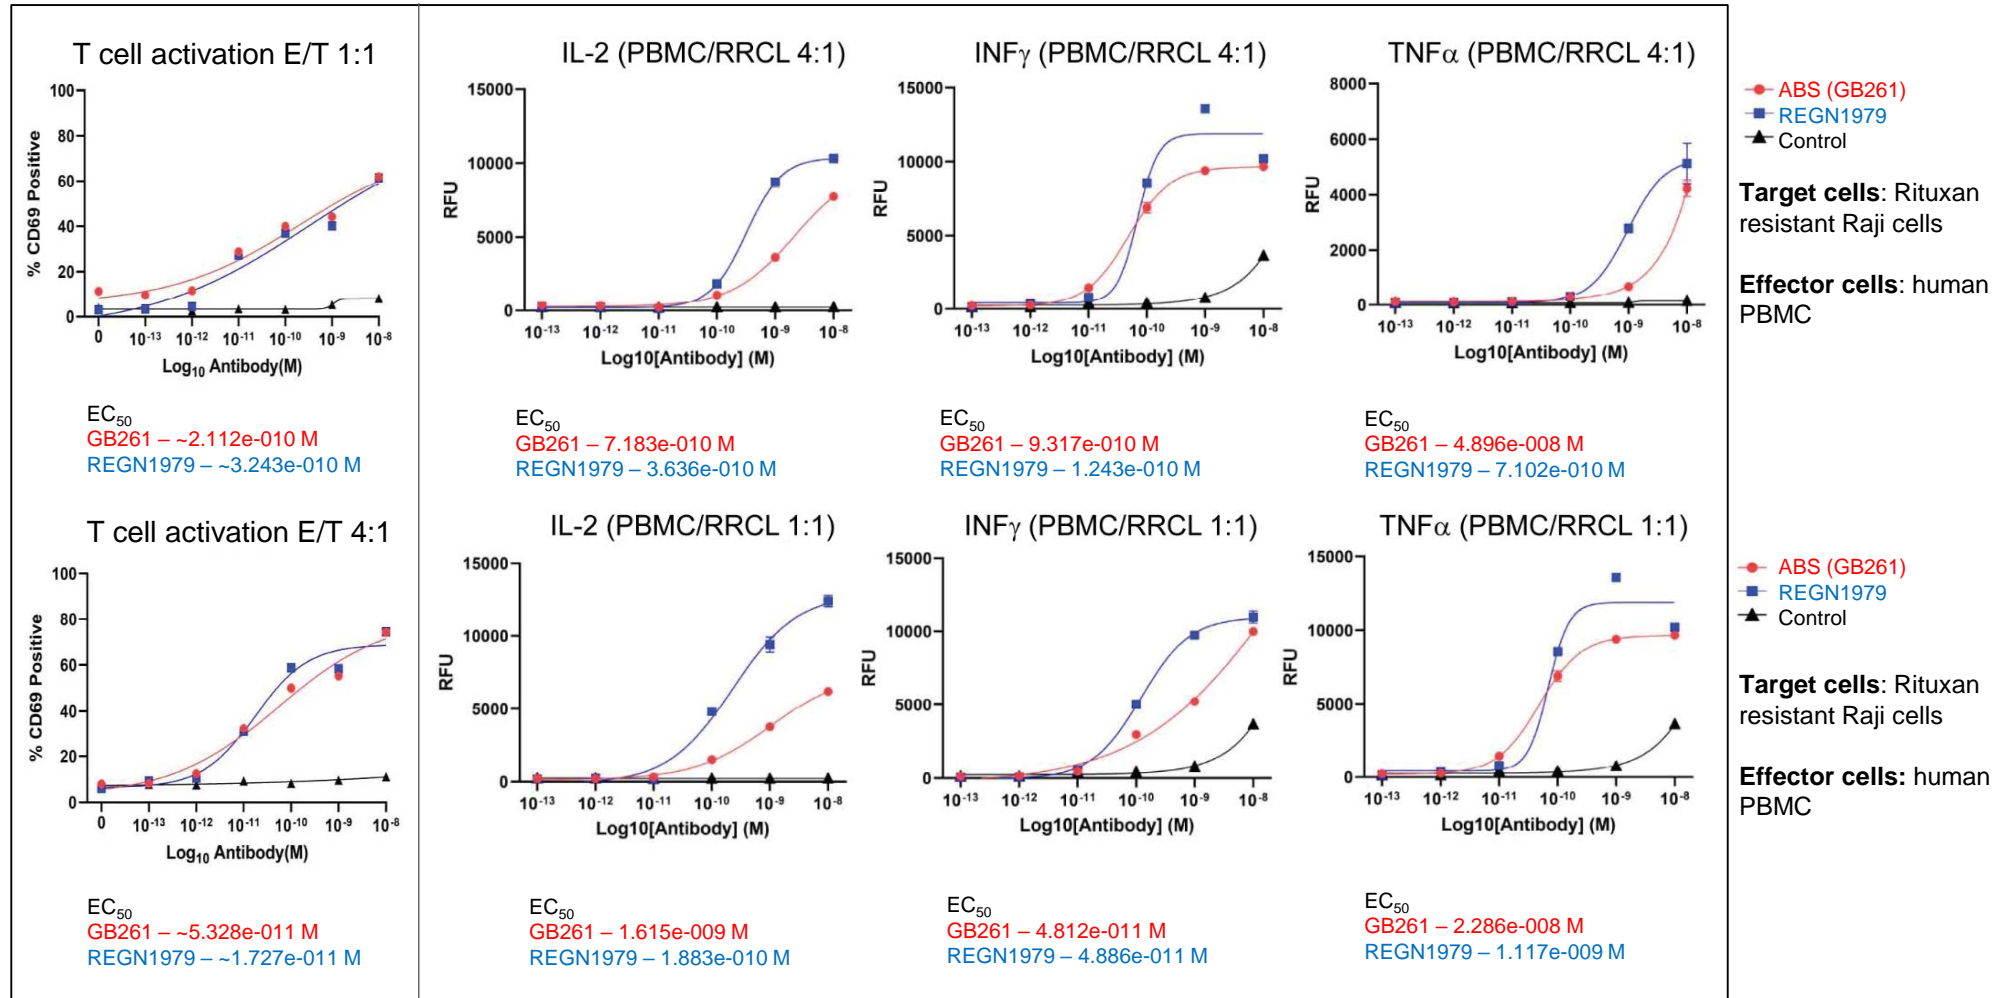 T cell activation E/T 1:1
% CD69 Positive
100
80
60
40
20
0
0 10-13 10-12 10-11 10-10 10-9 10-8
Log10 Antibody(M)
EC50
GB261 – ~2.112e-010 M
REGN1979 – ~3.243e-010 M
IL-2 (PBMC/RRCL 4:1)
RFU
15000
10000
5000
0
10-13 10-12 10-11 10-10 10-9 10-8
Log10[Antibody] (M)
EC50
GB261 – 7.183e-010 M
REGN1979 – 3.636e-010 M
INFγ (PBMC/RRCL 4:1)
RFU
15000
10000
5000
0
10-13 10-12 10-11 10-10 10-9 10-8
Log10[Antibody] (M)
EC50
GB261 – 9.317e-010 M
REGN1979 – 1.243e-010 M
TNFα (PBMC/RRCL 4:1)
RFU
8000
6000
4000
2000
0
10-13 10-12 10-11 10-10 10-9 10-8
Log10[Antibody] (M)
EC50
GB261 – 4.896e-008 M
REGN1979 – 7.102e-010 M
ABS (GB261)
REGN1979
Control
Target cells: Rituxan
resistant Raji cells
Effector cells: human
PBMC
T cell activation E/T 4:1
% CD69 Positive
100
80
60
40
20
0
0 10-13 10-12 10-11 10-10 10-9 10-8
Log10 Antibody(M)
EC50
GB261 – ~5.328e-011 M
REGN1979 – ~1.727e-011 M
IL-2 (PBMC/RRCL 1:1)
RFU
15000
10000
5000
0
10-13 10-12 10-11 10-10 10-9 10-8
Log10[Antibody] (M)
EC50
GB261 – 1.615e-009 M
REGN1979 – 1.883e-010 M
INFγ (PBMC/RRCL 1:1)
RFU
15000
10000
5000
0
10-13 10-12 10-11 10-10 10-9 10-8
Log10[Antibody] (M)
EC50
GB261 – 4.812e-011 M
REGN1979 – 4.886e-011 M
TNFα (PBMC/RRCL 1:1)
RFU
15000
10000
5000
0
10-13 10-12 10-11 10-10 10-9 10-8
Log10[Antibody] (M)
EC50
GB261 – 2.286e-008 M
REGN1979 – 1.117e-009 M
ABS (GB261)
REGN1979
Control
Target cells: Rituxan
resistant Raji cells
Effector cells: human
PBMC